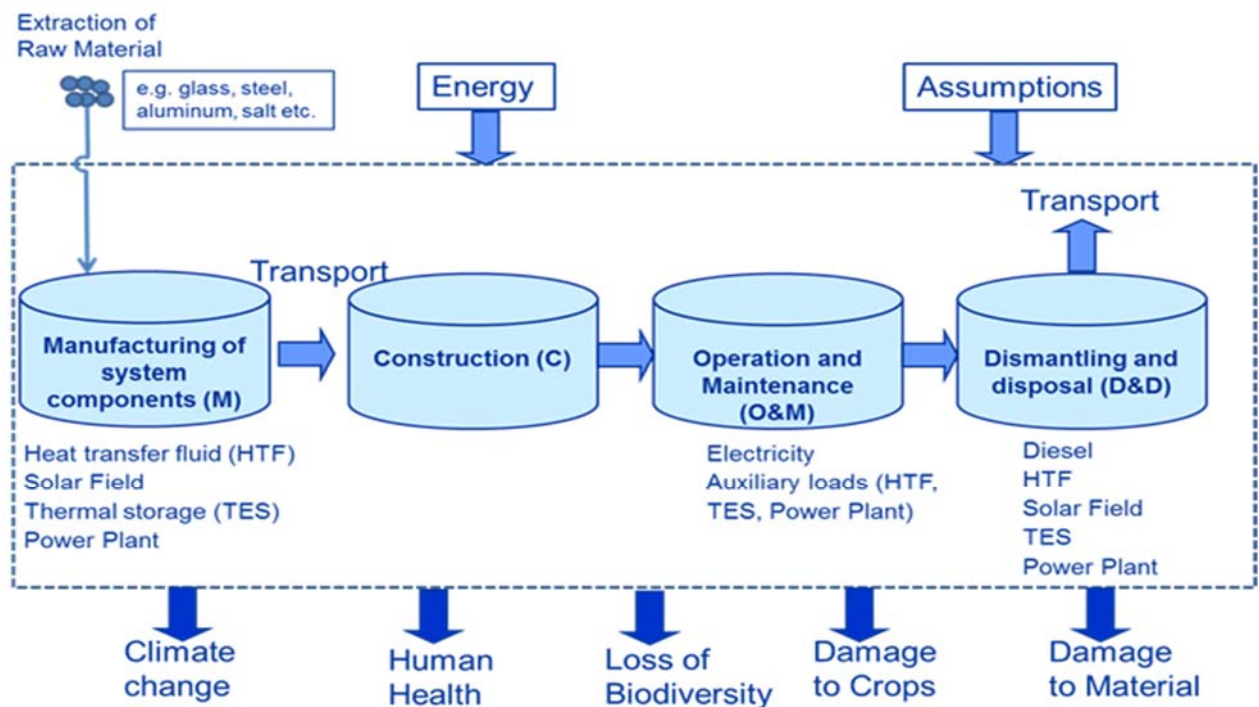 Extraction of
Raw Material
e.g. glass, steel,
aluminum, salt etc.
Energy
Assumptions
Transport
Transport
Manufacturing of
system
components (M)
Construction (C)
Operation and
Maintenance
(O&M)
Dismantling and
disposal (D&D)
Heat transfer fluid (HTF)
Solar Field
Thermal storage (TES)
Power Plant
Electricity
Auxiliary loads (HTF,
TES, Power Plant)
Diesel
HTF
Solar Field
TES
Power Plant
Climate
change
Human
Health
Loss of
Biodiversity
Damage
to Crops
Damage
to Material